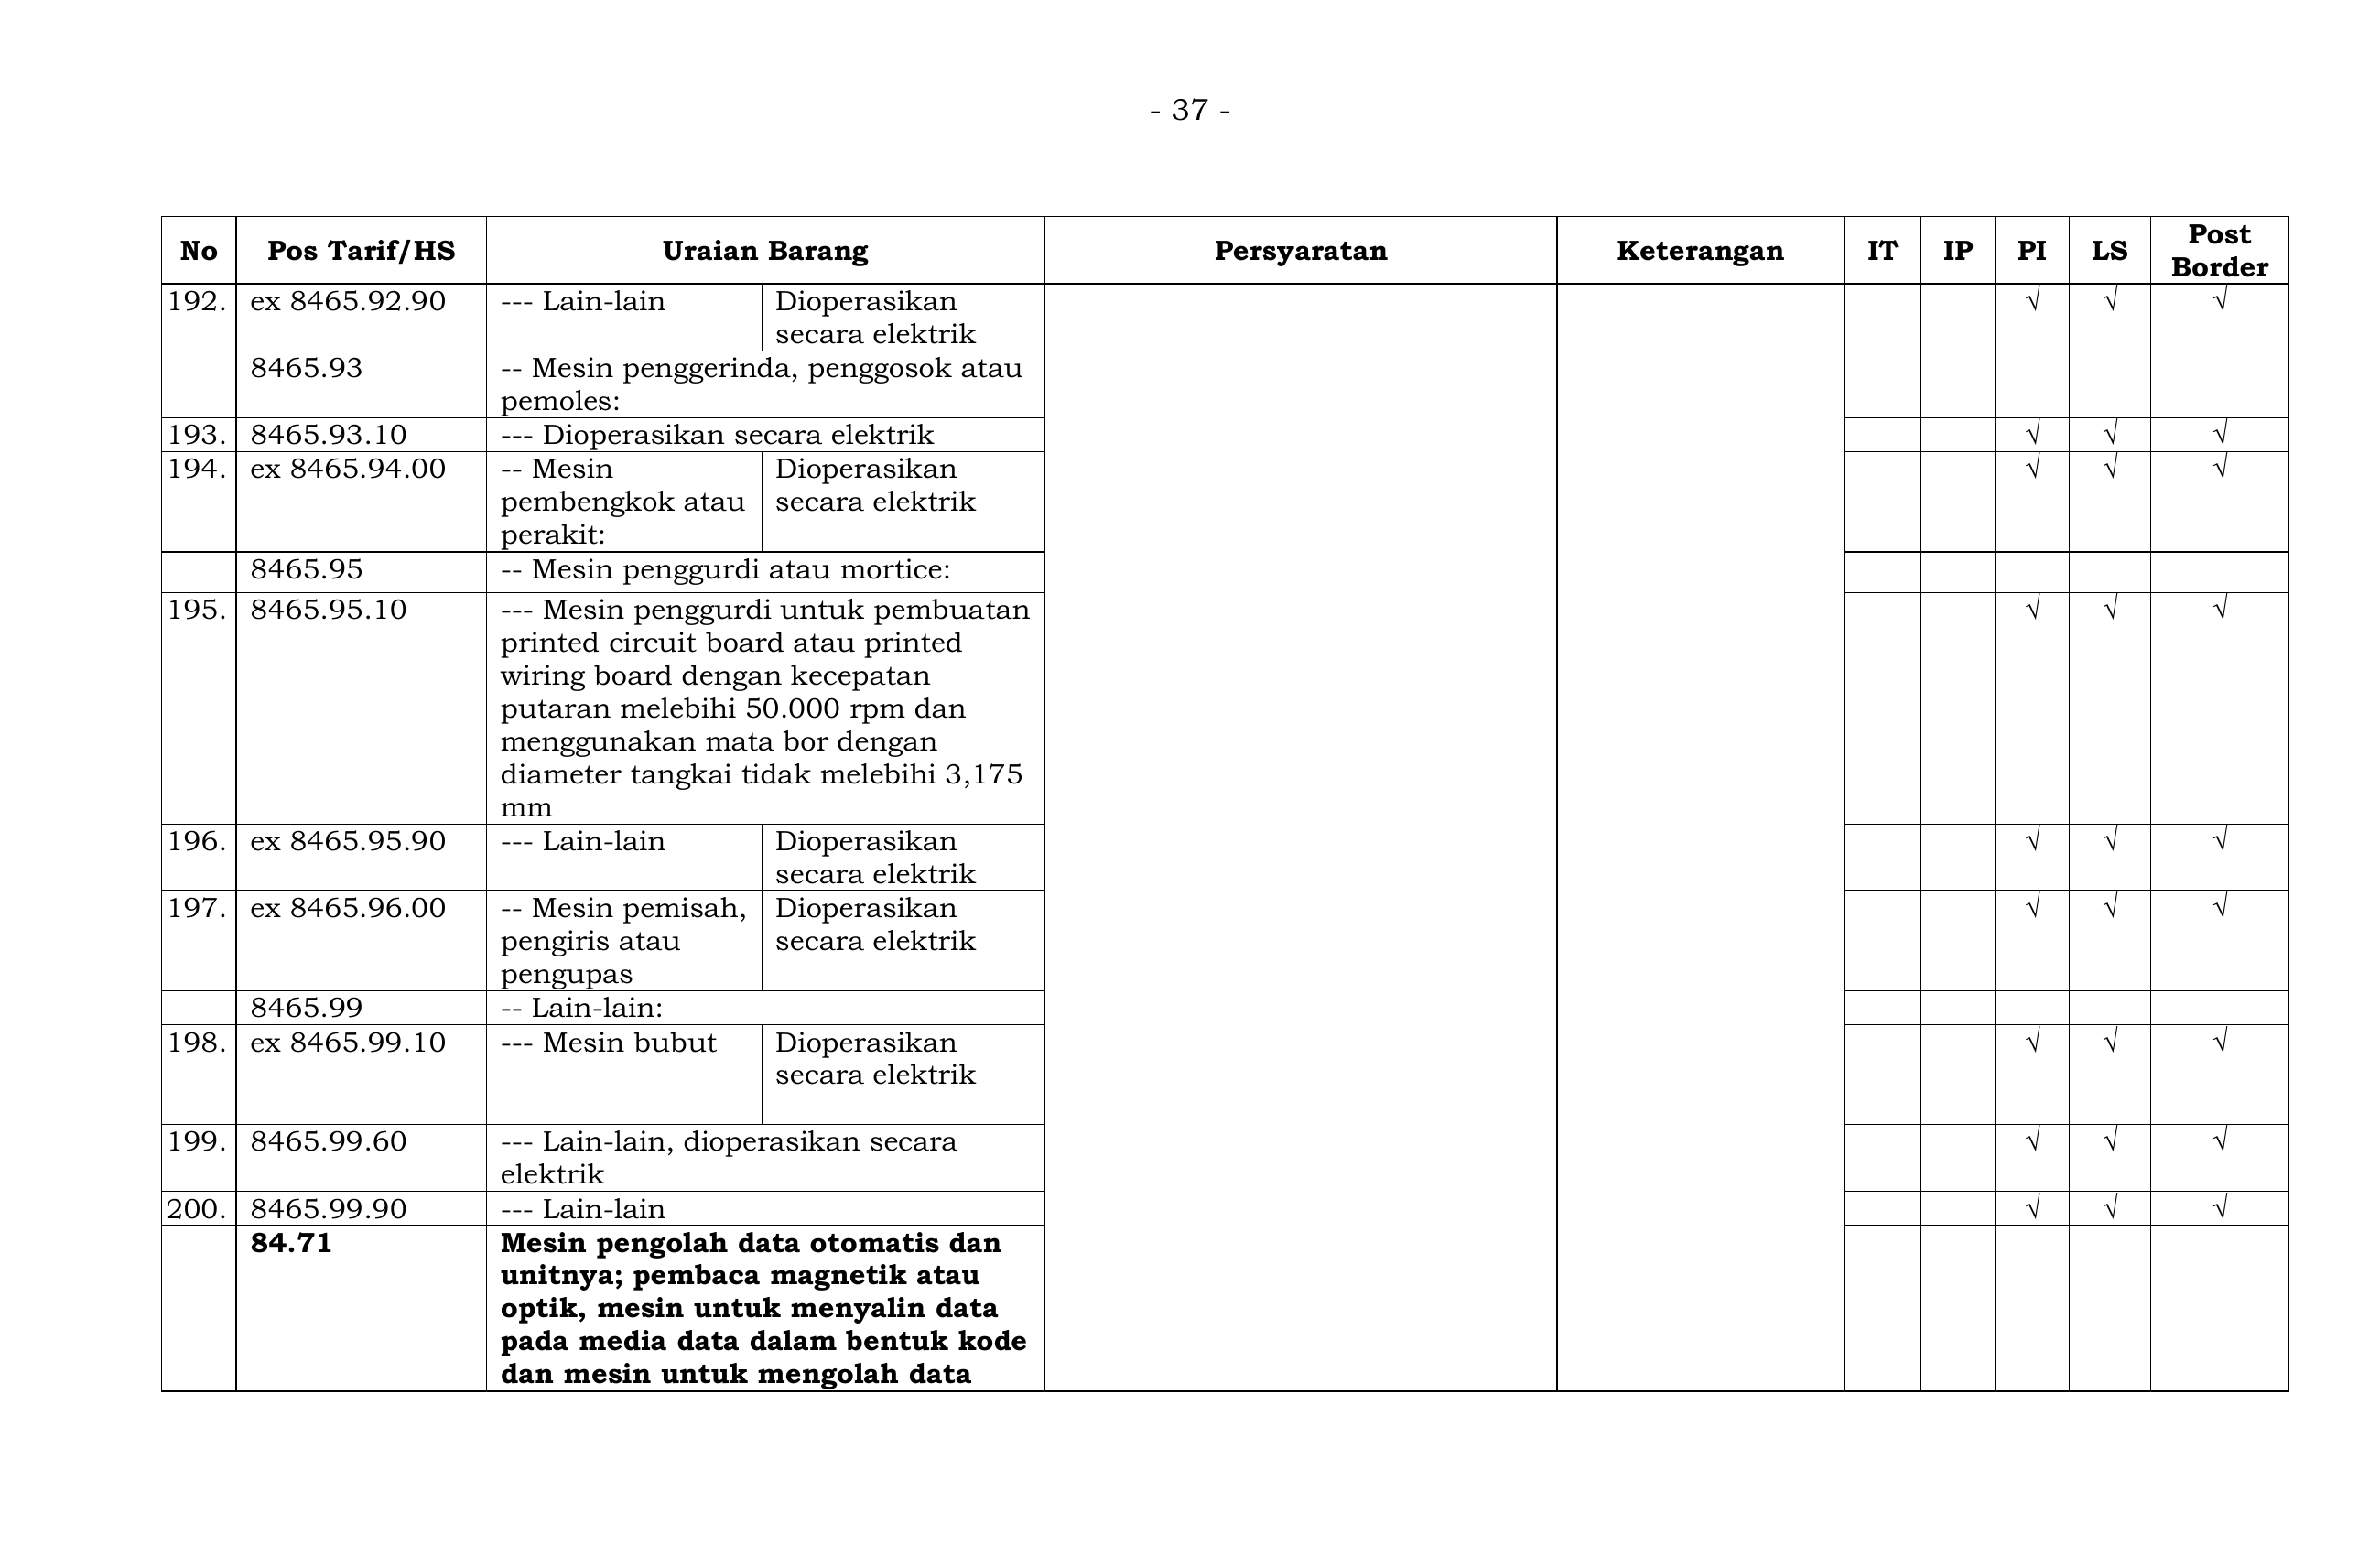 - 37 -
No Pos Tarif/HS Uraian Barang Persyaratan Keterangan IT IP PI LS Post
Border
192. ex 8465.92.90 --- Lain-lain Dioperasikan √ √ √
secara elektrik
8465.93 -- Mesin penggerinda, penggosok atau
pemoles:
193. 8465.93.10 --- Dioperasikan secara elektrik √ √ √
194. ex 8465.94.00 -- Mesin Dioperasikan √ √ √
pembengkok atau secara elektrik
perakit:
8465.95 -- Mesin penggurdi atau mortice:
195. 8465.95.10 --- Mesin penggurdi untuk pembuatan √ √ √
printed circuit board atau printed
wiring board dengan kecepatan
putaran melebihi 50.000 rpm dan
menggunakan mata bor dengan
diameter tangkai tidak melebihi 3,175
mm
196. ex 8465.95.90 --- Lain-lain Dioperasikan √ √ √
secara elektrik
197. ex 8465.96.00 -- Mesin pemisah, Dioperasikan √ √ √
pengiris atau secara elektrik
pengupas
8465.99 -- Lain-lain:
198. ex 8465.99.10 --- Mesin bubut Dioperasikan √ √ √
secara elektrik
199. 8465.99.60 --- Lain-lain, dioperasikan secara √ √ √
elektrik
200. 8465.99.90 --- Lain-lain √ √ √
84.71 Mesin pengolah data otomatis dan
unitnya; pembaca magnetik atau
optik, mesin untuk menyalin data
pada media data dalam bentuk kode
dan mesin untuk mengolah data